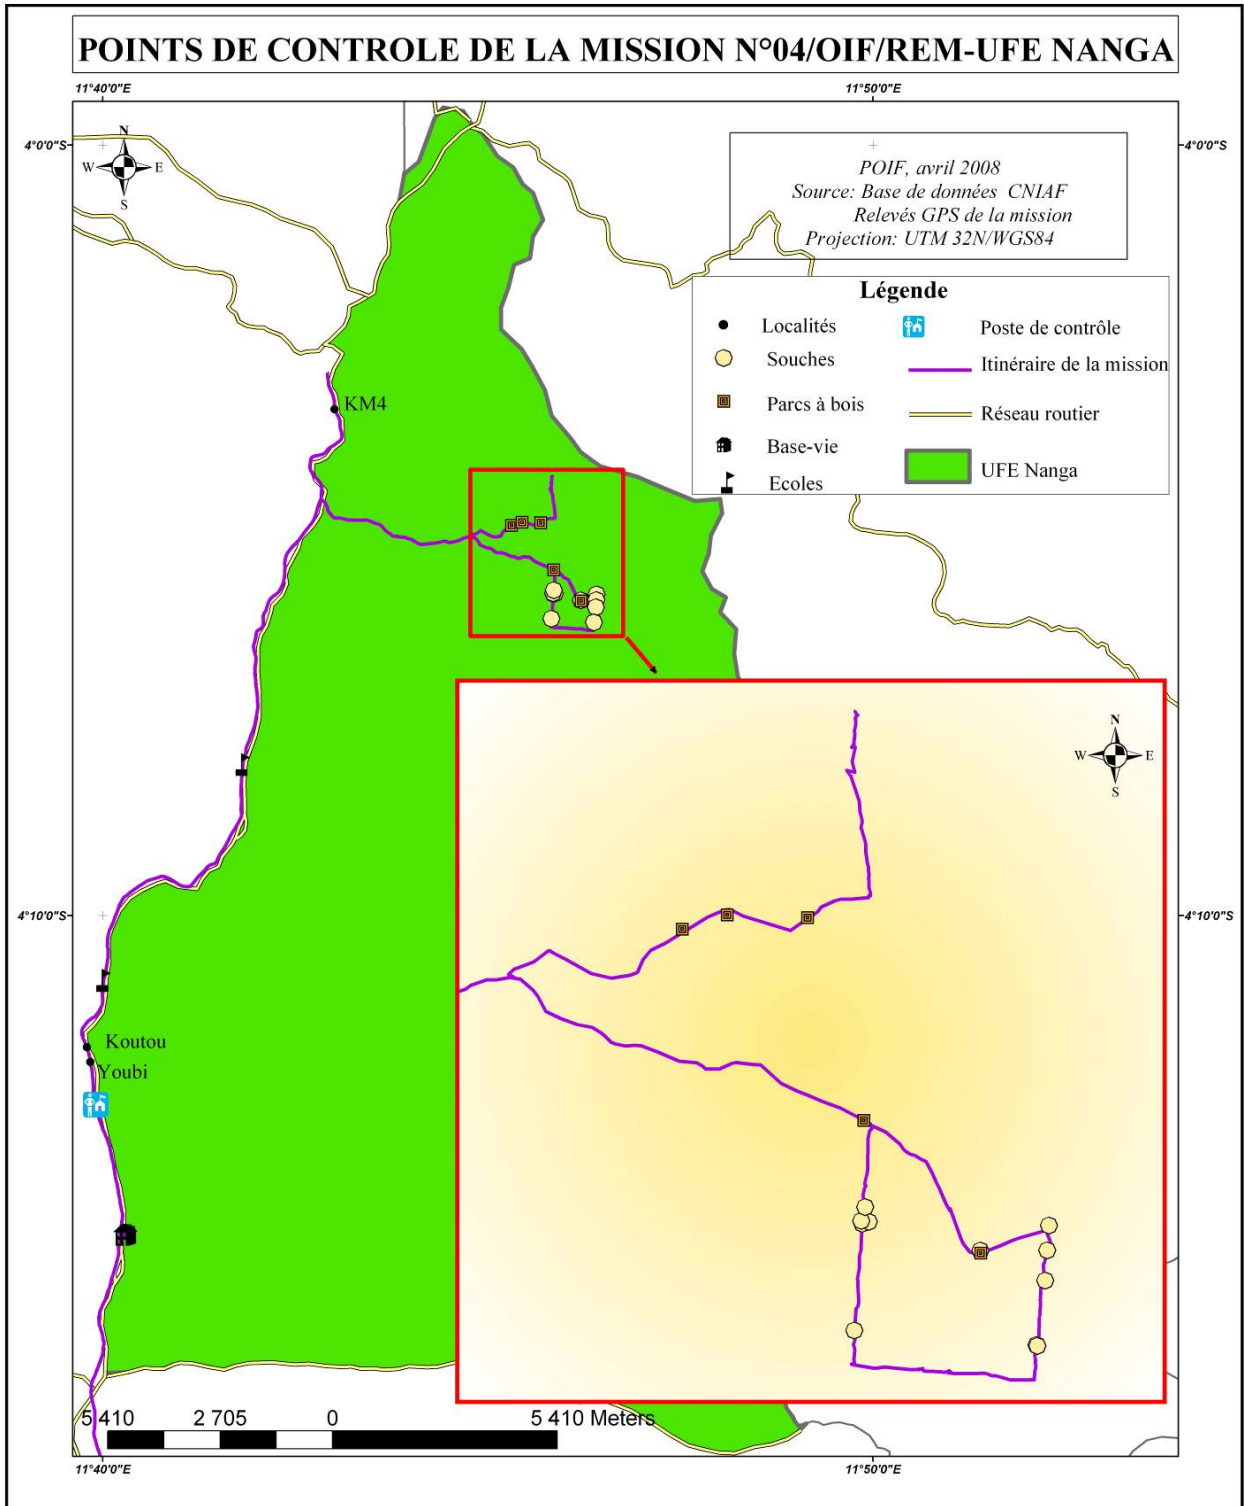 POINTS DE CONTROLE DE LA MISSION N°04/OIF/REM-UFE NANGA
11°40'0"E
11°50'0"E
4°0'0"S
4°0'0"S
N
W
E
S
POIF, avril 2008
Source: Base de données CNIAF
Relevés GPS de la mission
Projection: UTM 32N/WGS84
Légende
Localités
Poste de contrôle
Souches
Itinéraire de la mission
Parcs à bois
Réseau routier
Base-vie
UFE Nanga
Ecoles
KM4
N
W
E
S
4°10'0"S
4°10'0"S
Koutou
Youbi
5 410
2 705
0
5 410 Meters
11°40'0"E
11°50'0"E